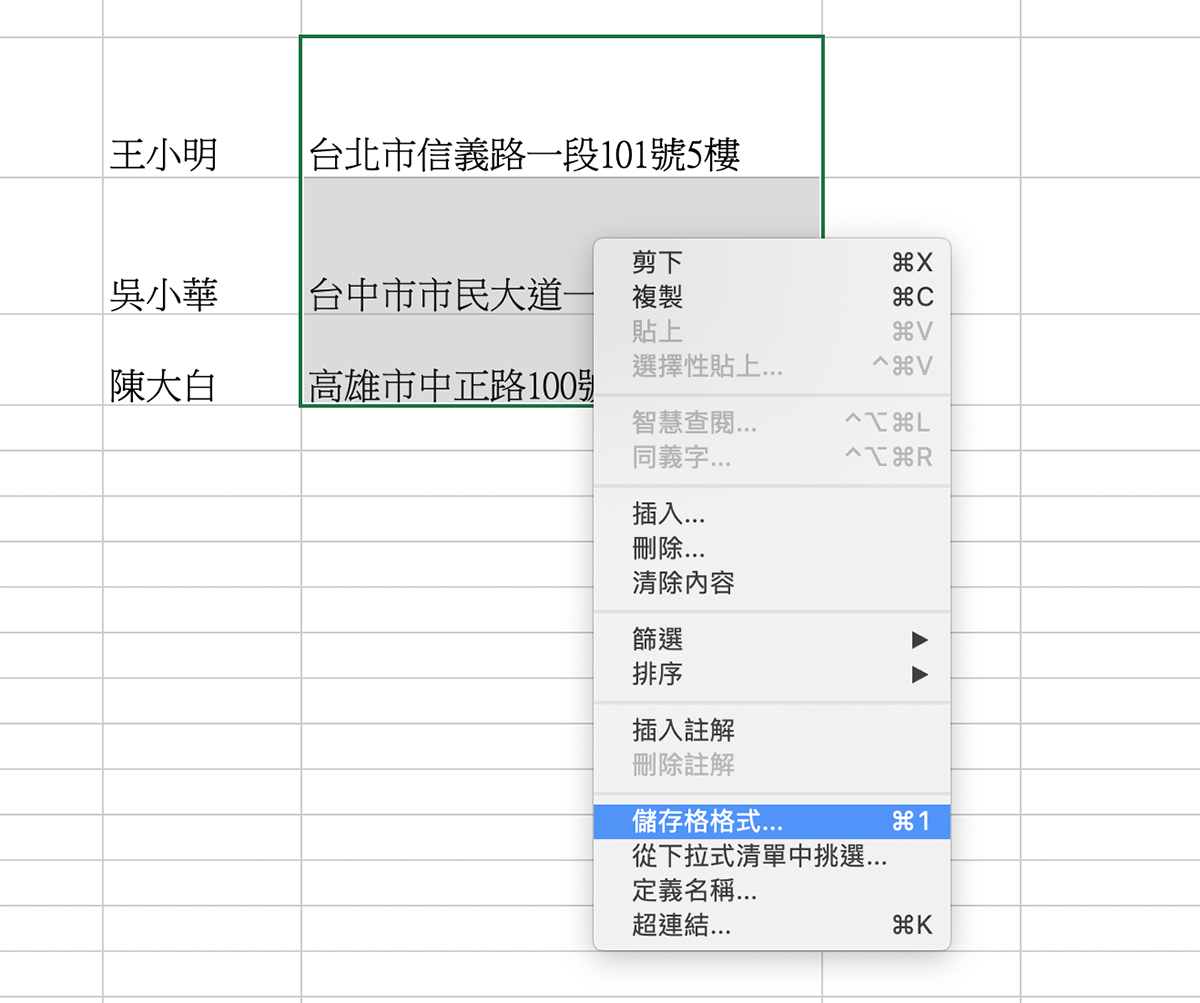 王小明 台北市信義路一段101號5樓
吳小華 台中市市民大道一
陳大白 高雄市中正路100號
剪下 ⌘X
複製 ⌘C
貼上 ⌘V
選擇性貼上... ^⌘V
智慧查閱... ^⌥⌘L
同義字... ^⌥⌘R
插入...
刪除...
清除內容
篩選 ▶
排序 ▶
插入註解
刪除註解
儲存格格式... ⌘1
從下拉式清單中挑選...
定義名稱...
超連結... ⌘K